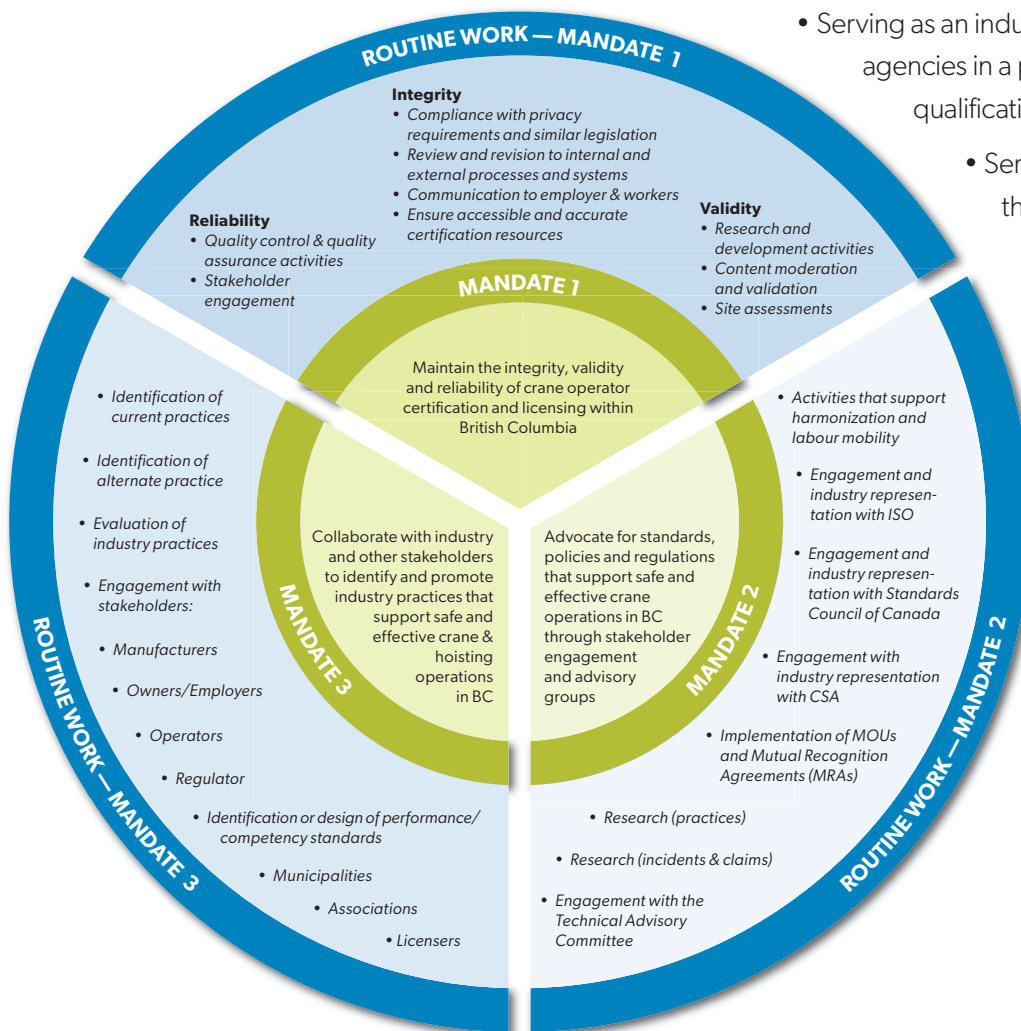 • Serving as an indu
agencies in a p
qualificati
• Ser
th
ROUTINE WORK — MANDATE 1
Integrity
• Compliance with privacy
requirements and similar legislation
• Review and revision to internal and
external processes and systems
• Communication to employer & workers
• Ensure accessible and accurate
certification resources
Reliability
• Quality control & quality
assurance activities
• Stakeholder
engagement
Validity
• Research and
development activities
• Content moderation
and validation
• Site assessments
MANDATE 1
Maintain the integrity, validity
and reliability of crane operator
certification and licensing within
British Columbia
• Identification of
current practices
• Identification of
alternate practice
• Evaluation of
industry practices
• Engagement with
stakeholders:
• Manufacturers
• Owners/Employers
• Operators
• Regulator
• Identification or design of performance/
competency standards
• Municipalities
• Associations
• Licensers
ROUTINE WORK — MANDATE 3
Collaborate with industry
and other stakeholders
to identify and promote
industry practices that
support safe and
effective crane &
hoisting
operations
in BC
MANDATE 3
Advocate for standards,
policies and regulations
that support safe and
effective crane
operations in BC
through stakeholder
engagement
and advisory
groups
MANDATE 2
• Activities that support
harmonization and
labour mobility
• Engagement and
industry represen-
tation with ISO
• Engagement and
industry represen-
tation with Standards
Council of Canada
• Engagement with
industry representation
with CSA
• Implementation of MOUs
and Mutual Recognition
Agreements (MRAs)
• Research (practices)
• Research (incidents & claims)
• Engagement with the
Technical Advisory
Committee
ROUTINE WORK — MANDATE 2